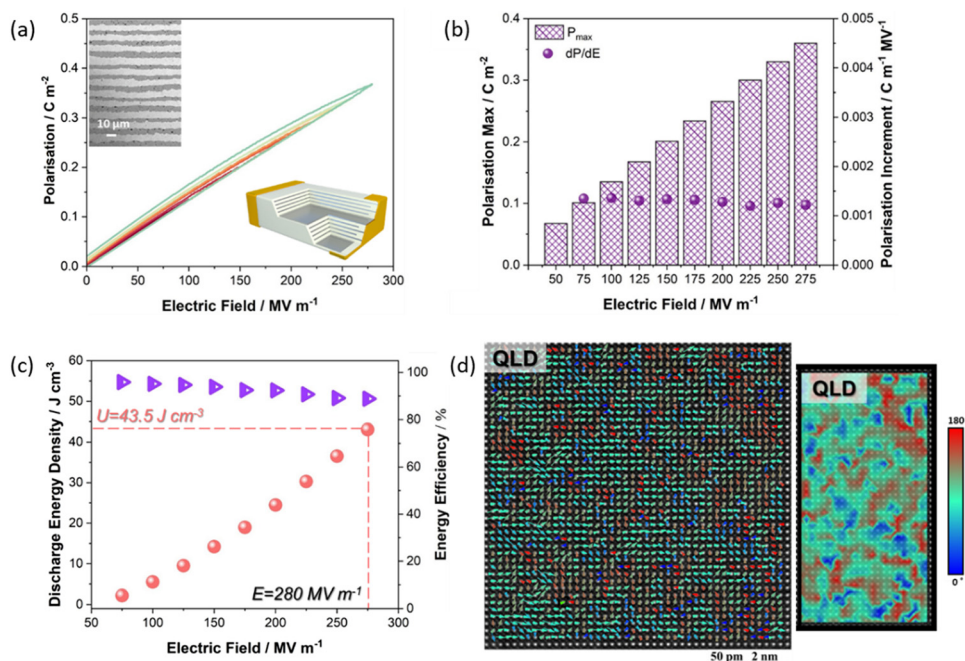 (a)
0.5
0.4
0.3
0.2
0.1
0.0
Polarisation / C m⁻²
10 µm
0 50 100 150 200 250 300
Electric Field / MV m⁻¹
(b)
0.4
0.3
0.2
0.1
0.0
Polarisation Max / C m⁻²
P_max
dP/dE
0.005
0.004
0.003
0.002
0.001
0.000
Polarisation Increment / C m⁻¹ MV⁻¹
50 75 100 125 150 175 200 225 250 275
Electric Field / MV m⁻¹
(c)
60
55
50
45
40
35
30
25
20
15
10
5
0
Discharge Energy Density / J cm⁻³
U=43.5 J cm⁻³
E=280 MV m⁻¹
100
80
60
40
20
0
Energy Efficiency / %
50 100 150 200 250 300
Electric Field / MV m⁻¹
(d)
QLD
50 pm 2 nm
QLD
180
0°